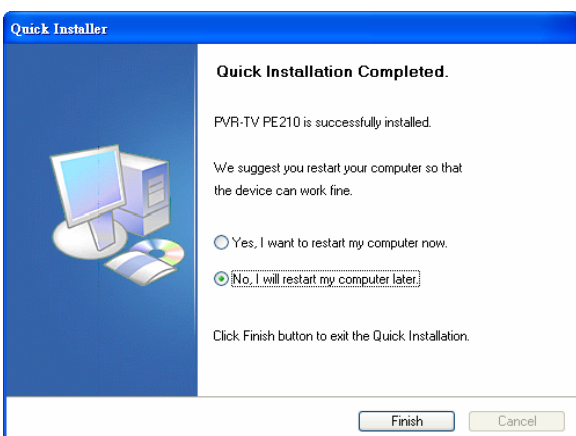 Quick Installer
Quick Installation Completed.
PVR-TV PE210 is successfully installed.
We suggest you restart your computer so that
the device can work fine.
Yes, I want to restart my computer now.
No, I will restart my computer later.
Click Finish button to exit the Quick Installation.
Finish
Cancel